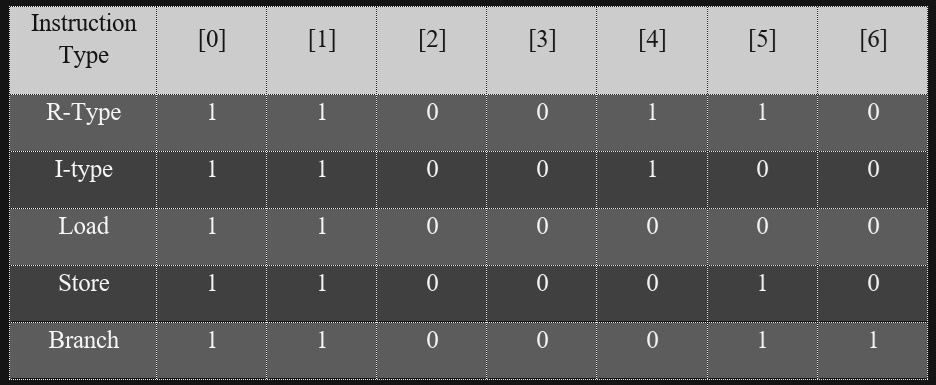 Instruction Type [0] [1] [2] [3] [4] [5] [6]
R-Type 1 1 0 0 1 1 0
I-type 1 1 0 0 1 0 0
Load 1 1 0 0 0 0 0
Store 1 1 0 0 0 1 0
Branch 1 1 0 0 0 1 1